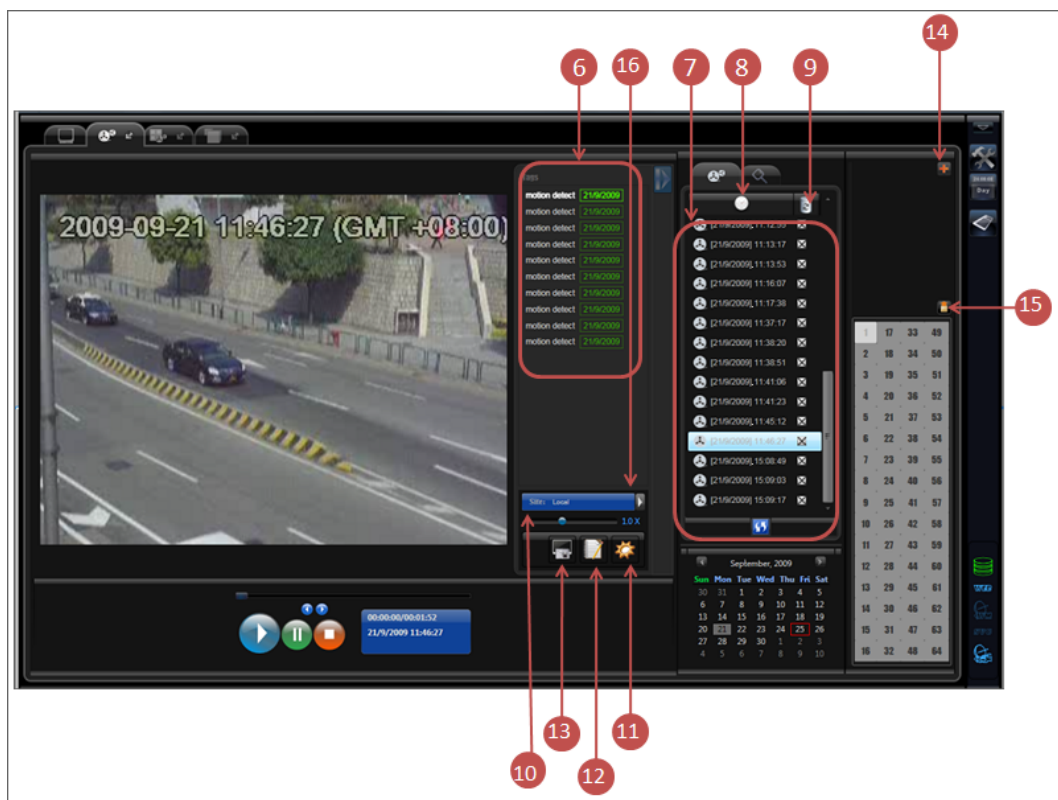 14
6
16
7
8
9
2009-09-21 11:46:27 (GMT +08:00)
Tags
motion detect 21/9/2009
motion detect 21/9/2009
motion detect 21/9/2009
motion detect 21/9/2009
motion detect 21/9/2009
motion detect 21/9/2009
motion detect 21/9/2009
motion detect 21/9/2009
motion detect 21/9/2009
motion detect 21/9/2009
[21/9/2009] 11:12:55
[21/9/2009] 11:13:17
[21/9/2009] 11:13:53
[21/9/2009] 11:16:07
[21/9/2009] 11:17:38
[21/9/2009] 11:37:17
[21/9/2009] 11:38:20
[21/9/2009] 11:38:51
[21/9/2009] 11:41:06
[21/9/2009] 11:41:23
[21/9/2009] 11:45:12
[21/9/2009] 11:46:27
[21/9/2009] 15:08:49
[21/9/2009] 15:09:03
[21/9/2009] 15:09:17
Day
15
1 17 33 49
2 18 34 50
3 19 35 51
4 20 36 52
5 21 37 53
6 22 38 54
7 23 39 55
8 24 40 56
9 25 41 57
10 26 42 58
11 27 43 59
12 28 44 60
13 29 45 61
14 30 46 62
15 31 47 63
16 32 48 64
Site: Local
1.0 X
September, 2009
Sun Mon Tue Wed Thu Fri Sat
30 31 1 2 3 4 5
6 7 8 9 10 11 12
13 14 15 16 17 18 19
20 21 22 23 24 25 26
27 28 29 30 1 2 3
4 5 6 7 8 9 10
00:00:00/00:01:52
21/9/2009 11:46:27
13
11
10
12